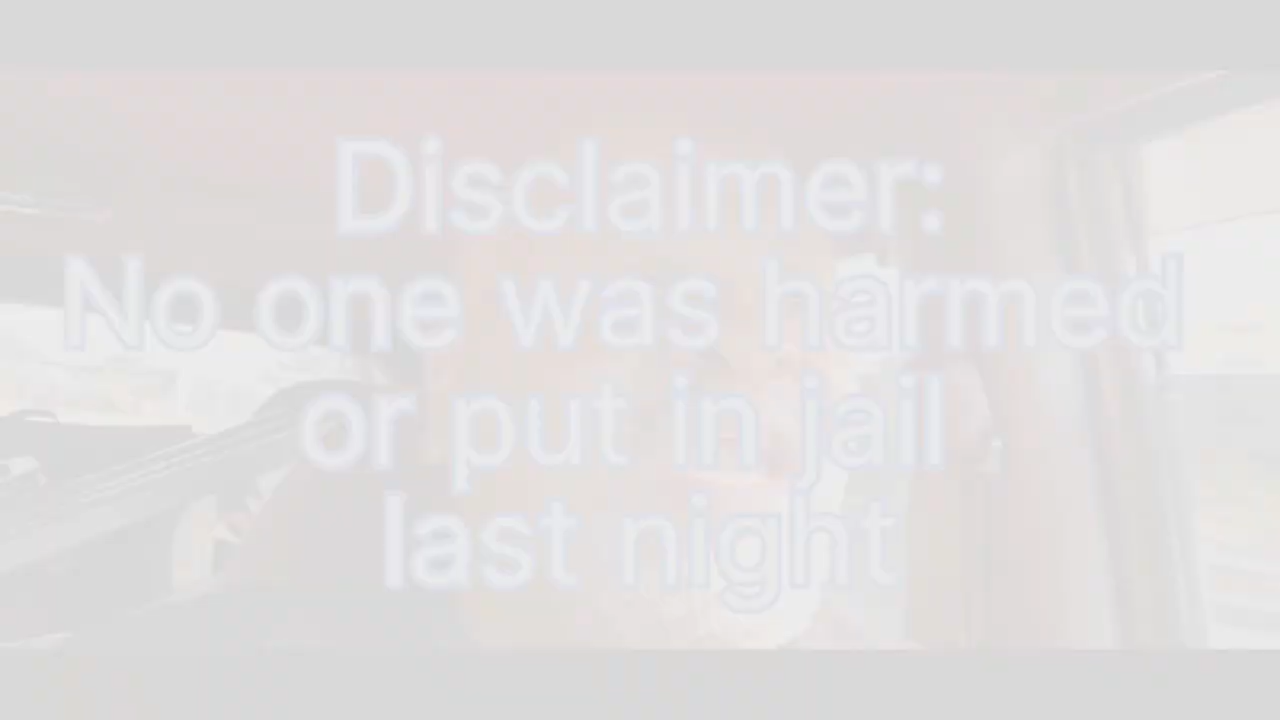 Disclaimer:
No one was harmed
or put in jail
last night